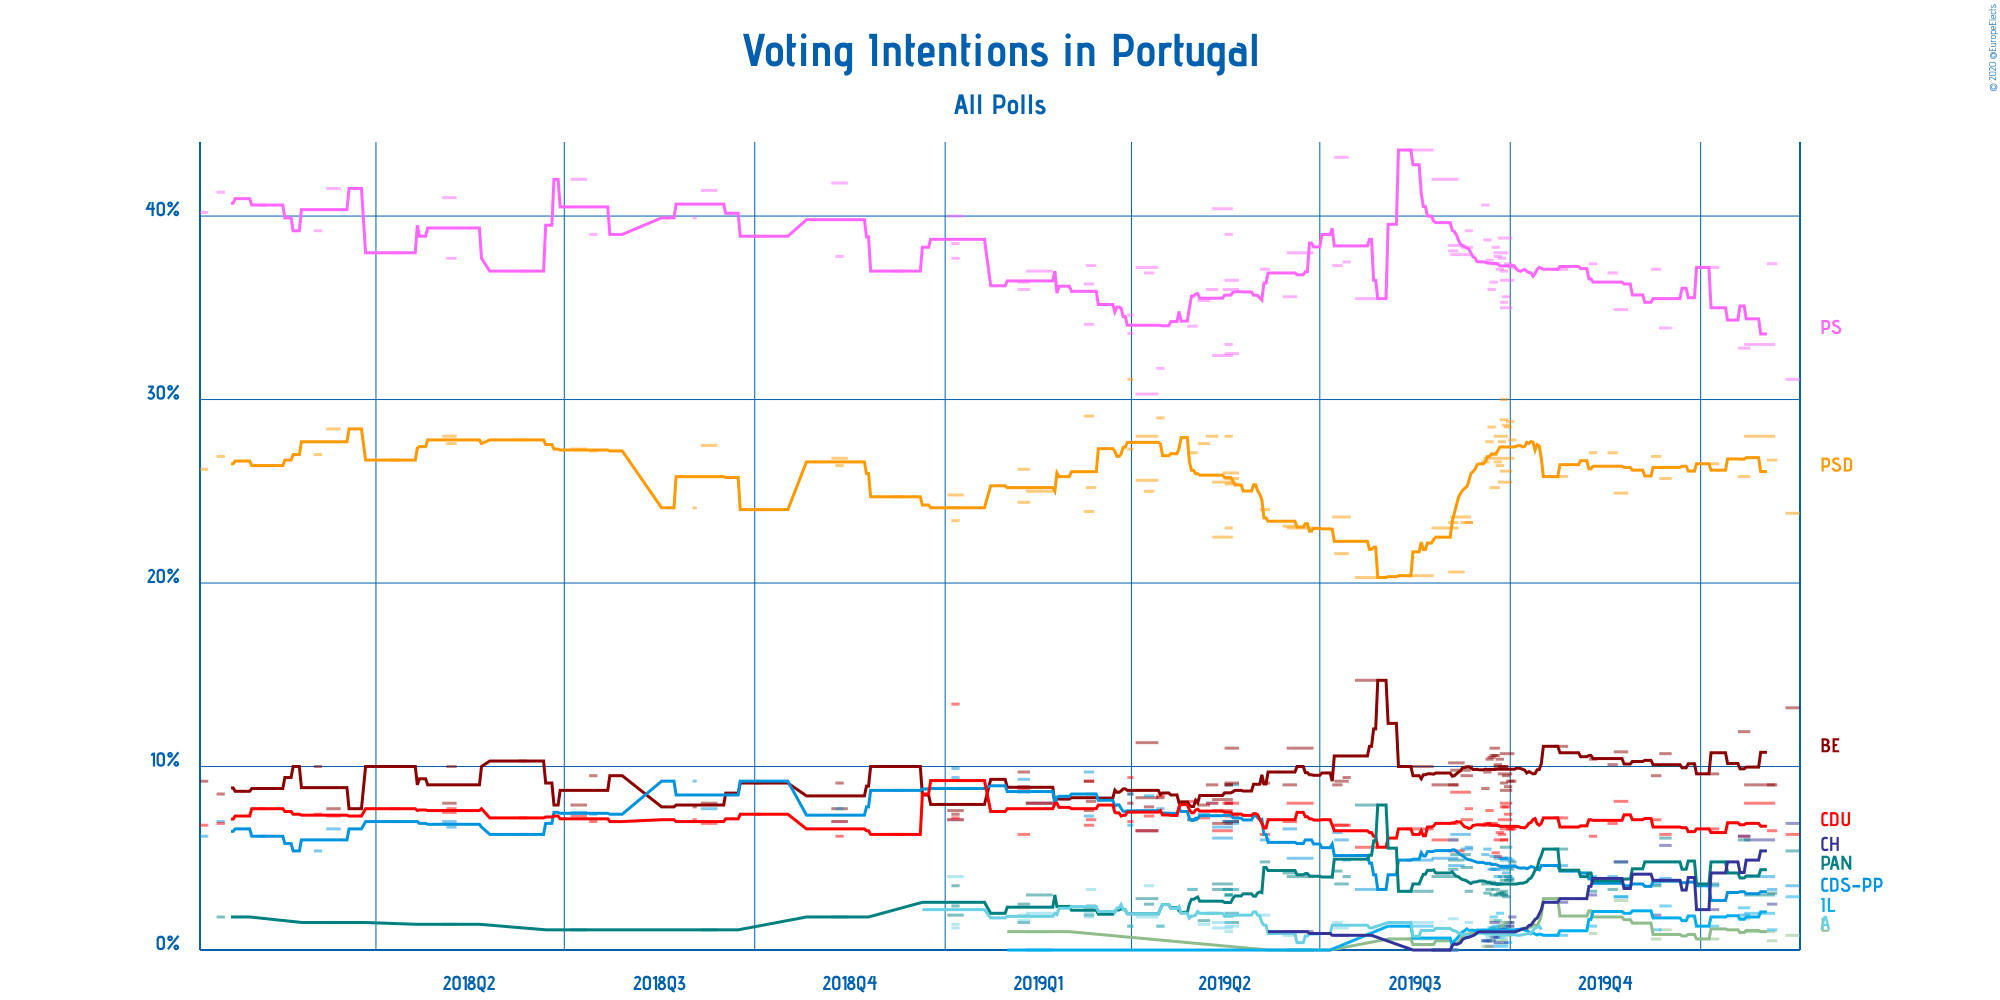 Voting Intentions in Portugal
All Polls
© 2020 @EuropeElects
40%
30%
20%
10%
0%
PS
PSD
BE
CDU
CH
PAN
CDS-PP
IL
2018Q2
2018Q3
2018Q4
2019Q1
2019Q2
2019Q3
2019Q4